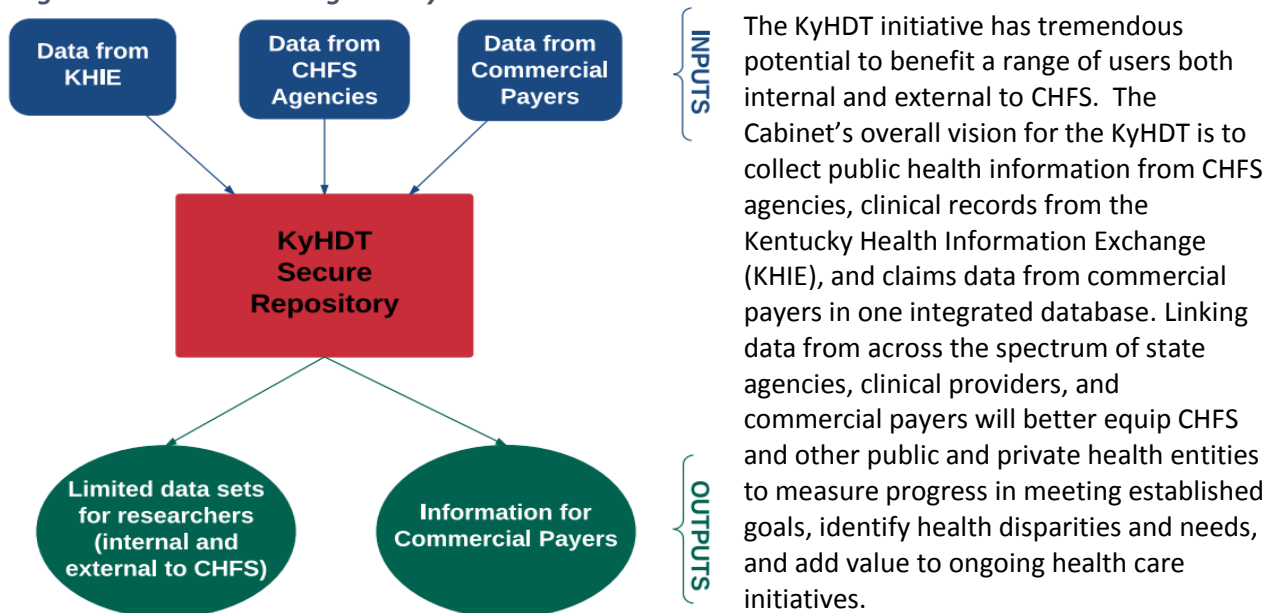 Data from
KHIE
Data from
CHFS
Agencies
Data from
Commercial
Payers
INPUTS
KyHDT
Secure
Repository
Limited data sets
for researchers
(internal and
external to CHFS)
Information for
Commercial Payers
OUTPUTS
The KyHDT initiative has tremendous
potential to benefit a range of users both
internal and external to CHFS.  The
Cabinet’s overall vision for the KyHDT is to
collect public health information from CHFS
agencies, clinical records from the
Kentucky Health Information Exchange
(KHIE), and claims data from commercial
payers in one integrated database. Linking
data from across the spectrum of state
agencies, clinical providers, and
commercial payers will better equip CHFS
and other public and private health entities
to measure progress in meeting established
goals, identify health disparities and needs,
and add value to ongoing health care
initiatives.